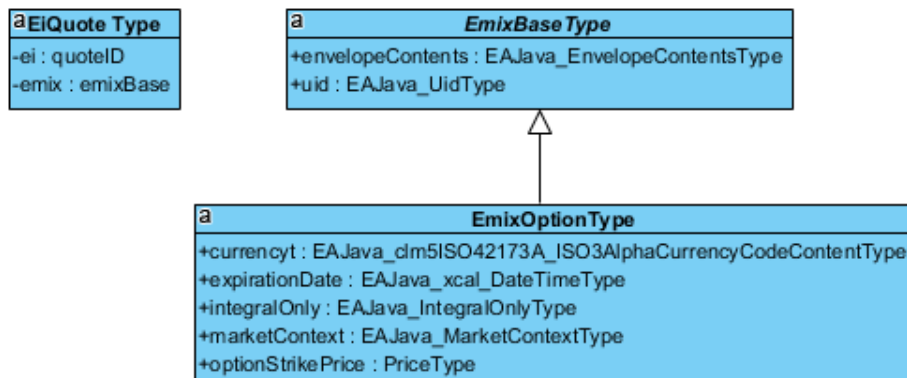 a EiQuote Type
-ei : quoteID
-emix : emixBase
a EmixBaseType
+envelopeContents : EAJava_EnvelopeContentsType
+uid : EAJava_UidType
a EmixOptionType
+currencyt : EAJava_clm5ISO42173A_ISO3AlphaCurrencyCodeContentType
+expirationDate : EAJava_xcal_DateTimeType
+integralOnly : EAJava_IntegralOnlyType
+marketContext : EAJava_MarketContextType
+optionStrikePrice : PriceType